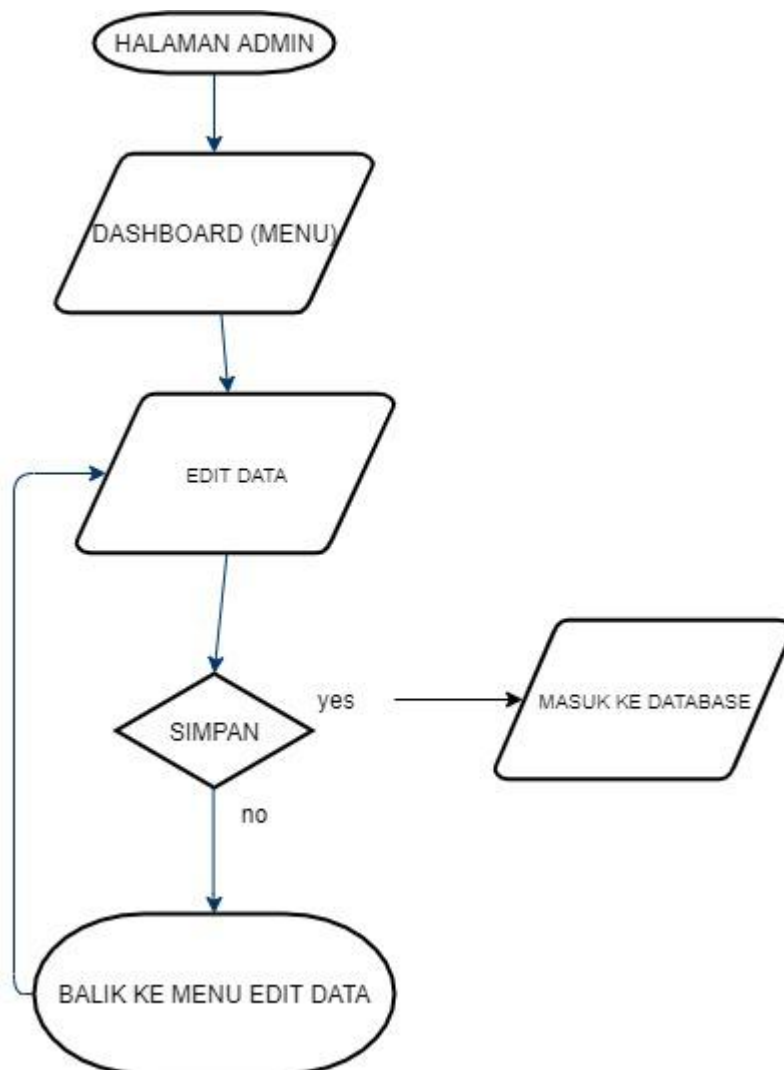 HALAMAN ADMIN
DASHBOARD (MENU)
EDIT DATA
SIMPAN
yes
MASUK KE DATABASE
no
BALIK KE MENU EDIT DATA